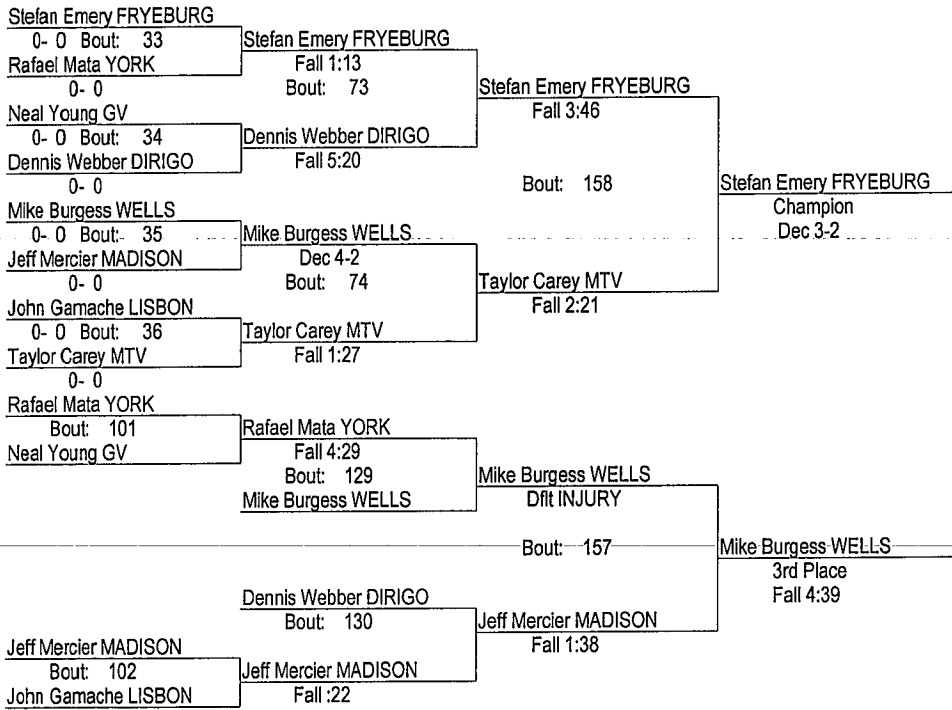 Stefan Emery FRYEBURG
0- 0 Bout: 33
Rafael Mata YORK
0- 0
Neal Young GV
0- 0 Bout: 34
Dennis Webber DIRIGO
0- 0
Mike Burgess WELLS
0- 0 Bout: 35
Jeff Mercier MADISON
0- 0
John Gamache LISBON
0- 0 Bout: 36
Taylor Carey MTV
0- 0
Rafael Mata YORK
Bout: 101
Neal Young GV
Jeff Mercier MADISON
Bout: 102
John Gamache LISBON
Stefan Emery FRYEBURG
Fall 1:13
Bout: 73
Dennis Webber DIRIGO
Fall 5:20
Mike Burgess WELLS
Dec 4-2
Bout: 74
Taylor Carey MTV
Fall 1:27
Rafael Mata YORK
Fall 4:29
Bout: 129
Mike Burgess WELLS
Dennis Webber DIRIGO
Bout: 130
Jeff Mercier MADISON
Fall :22
Stefan Emery FRYEBURG
Fall 3:46
Bout: 158
Taylor Carey MTV
Fall 2:21
Mike Burgess WELLS
Dflt INJURY
Bout: 157
Jeff Mercier MADISON
Fall 1:38
Stefan Emery FRYEBURG
Champion
Dec 3-2
Mike Burgess WELLS
3rd Place
Fall 4:39